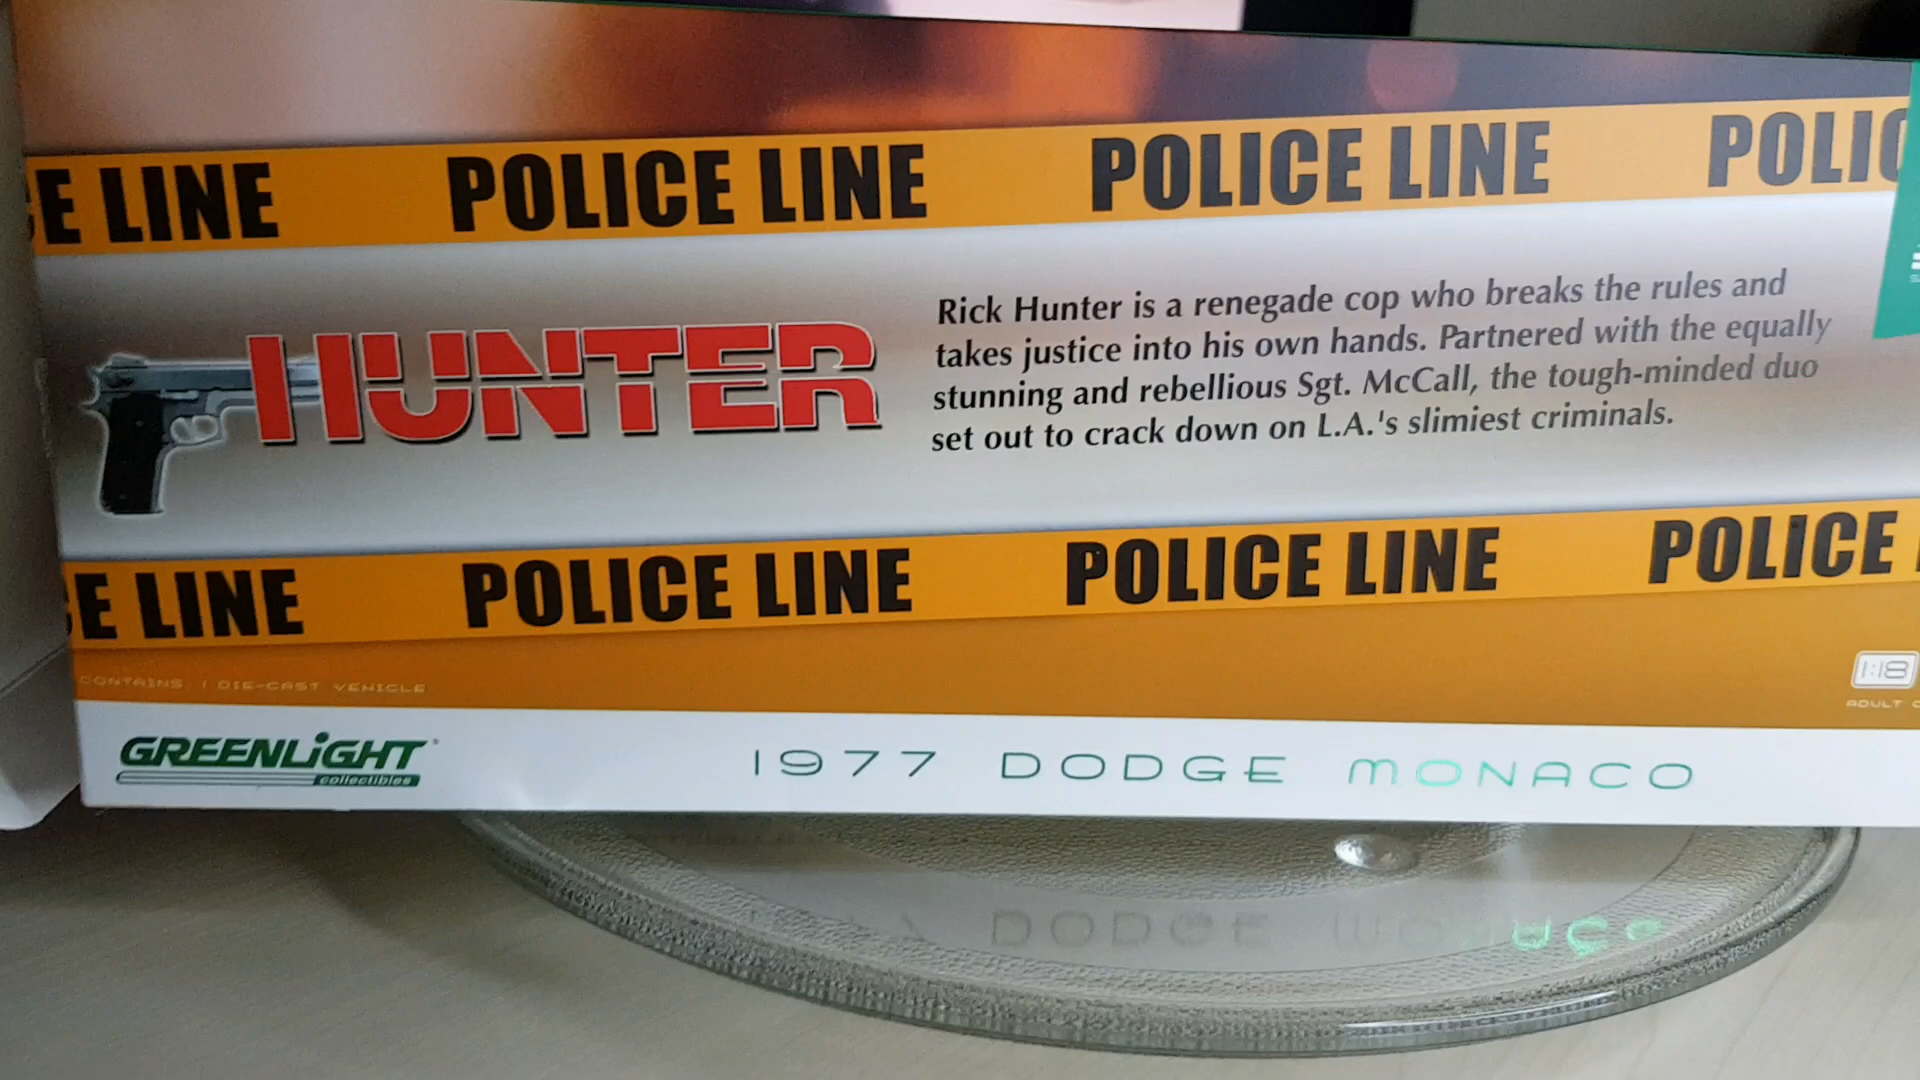 E LINE POLICE LINE POLICE LINE POLIC
HUNTER
Rick Hunter is a renegade cop who breaks the rules and
takes justice into his own hands. Partnered with the equally
stunning and rebellious Sgt. McCall, the tough-minded duo
set out to crack down on L.A.'s slimiest criminals.
E LINE POLICE LINE POLICE LINE POLICE
CONTAINS 1 DIE-CAST VEHICLE
1:18
ADULT C
GREENLiGHT
collectibles
1977 DODGE MONACO